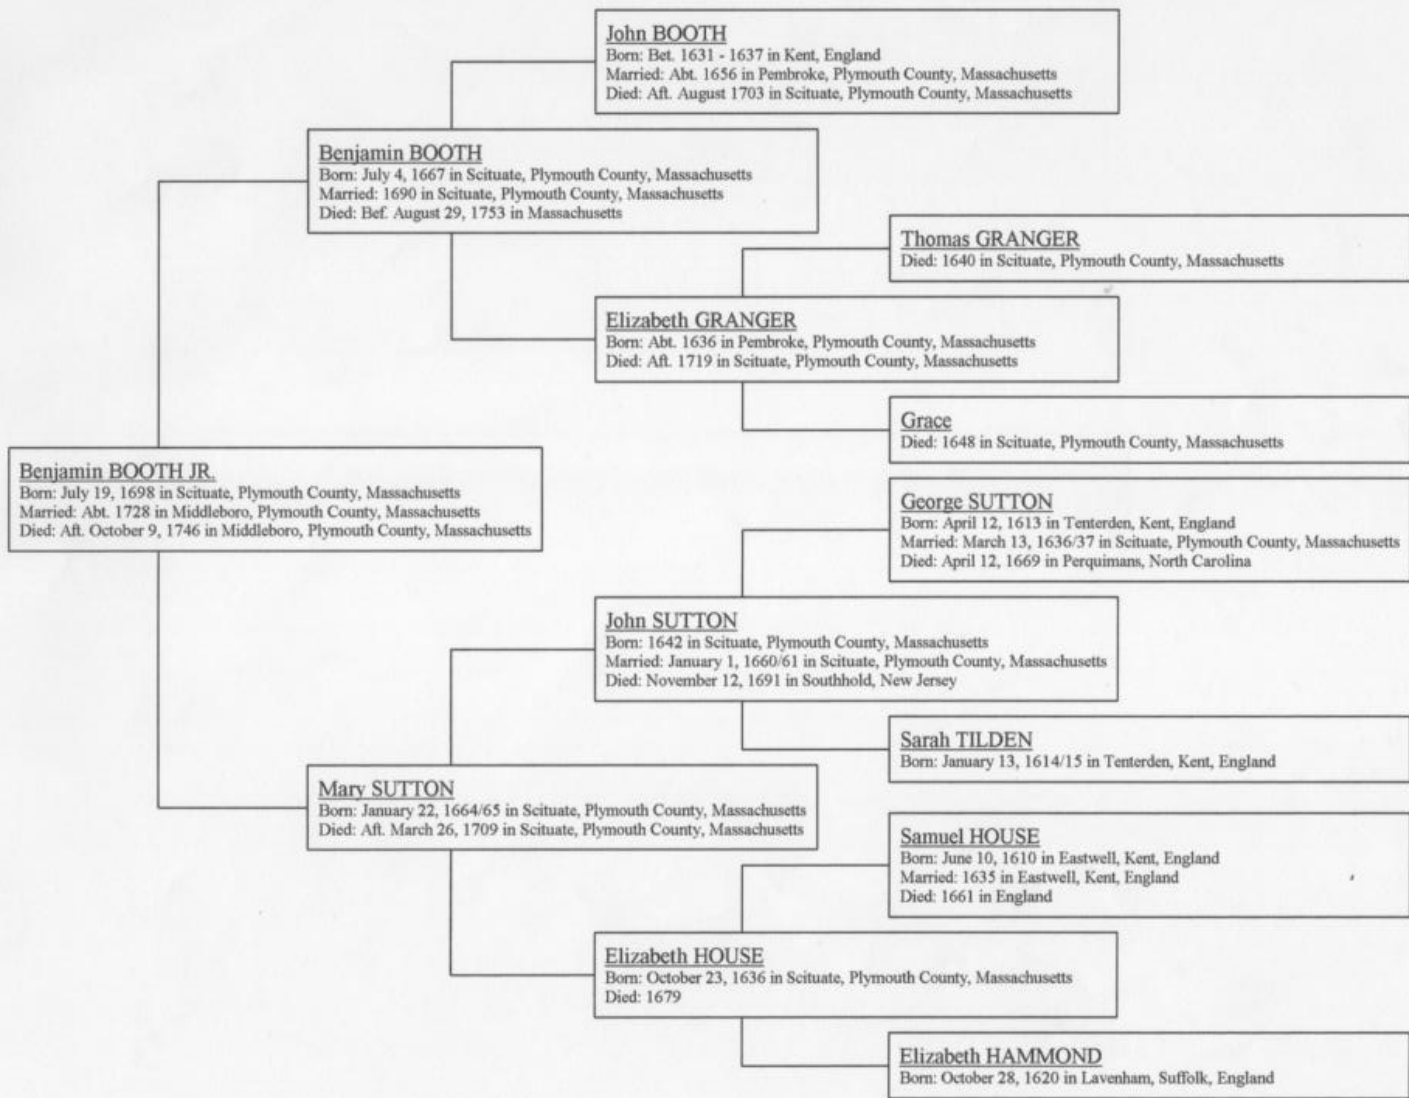 John BOOTH
Born: Bet. 1631 - 1637 in Kent, England
Married: Abt. 1656 in Pembroke, Plymouth County, Massachusetts
Died: Aft. August 1703 in Scituate, Plymouth County, Massachusetts
Benjamin BOOTH
Born: July 4, 1667 in Scituate, Plymouth County, Massachusetts
Married: 1690 in Scituate, Plymouth County, Massachusetts
Died: Bef. August 29, 1753 in Massachusetts
Thomas GRANGER
Died: 1640 in Scituate, Plymouth County, Massachusetts
Elizabeth GRANGER
Born: Abt. 1636 in Pembroke, Plymouth County, Massachusetts
Died: Aft. 1719 in Scituate, Plymouth County, Massachusetts
Grace
Died: 1648 in Scituate, Plymouth County, Massachusetts
Benjamin BOOTH JR.
Born: July 19, 1698 in Scituate, Plymouth County, Massachusetts
Married: Abt. 1728 in Middleboro, Plymouth County, Massachusetts
Died: Aft. October 9, 1746 in Middleboro, Plymouth County, Massachusetts
George SUTTON
Born: April 12, 1613 in Tenterden, Kent, England
Married: March 13, 1636/37 in Scituate, Plymouth County, Massachusetts
Died: April 12, 1669 in Perquimans, North Carolina
John SUTTON
Born: 1642 in Scituate, Plymouth County, Massachusetts
Married: January 1, 1660/61 in Scituate, Plymouth County, Massachusetts
Died: November 12, 1691 in Southhold, New Jersey
Sarah TILDEN
Born: January 13, 1614/15 in Tenterden, Kent, England
Mary SUTTON
Born: January 22, 1664/65 in Scituate, Plymouth County, Massachusetts
Died: Aft. March 26, 1709 in Scituate, Plymouth County, Massachusetts
Samuel HOUSE
Born: June 10, 1610 in Eastwell, Kent, England
Married: 1635 in Eastwell, Kent, England
Died: 1661 in England
Elizabeth HOUSE
Born: October 23, 1636 in Scituate, Plymouth County, Massachusetts
Died: 1679
Elizabeth HAMMOND
Born: October 28, 1620 in Lavenham, Suffolk, England